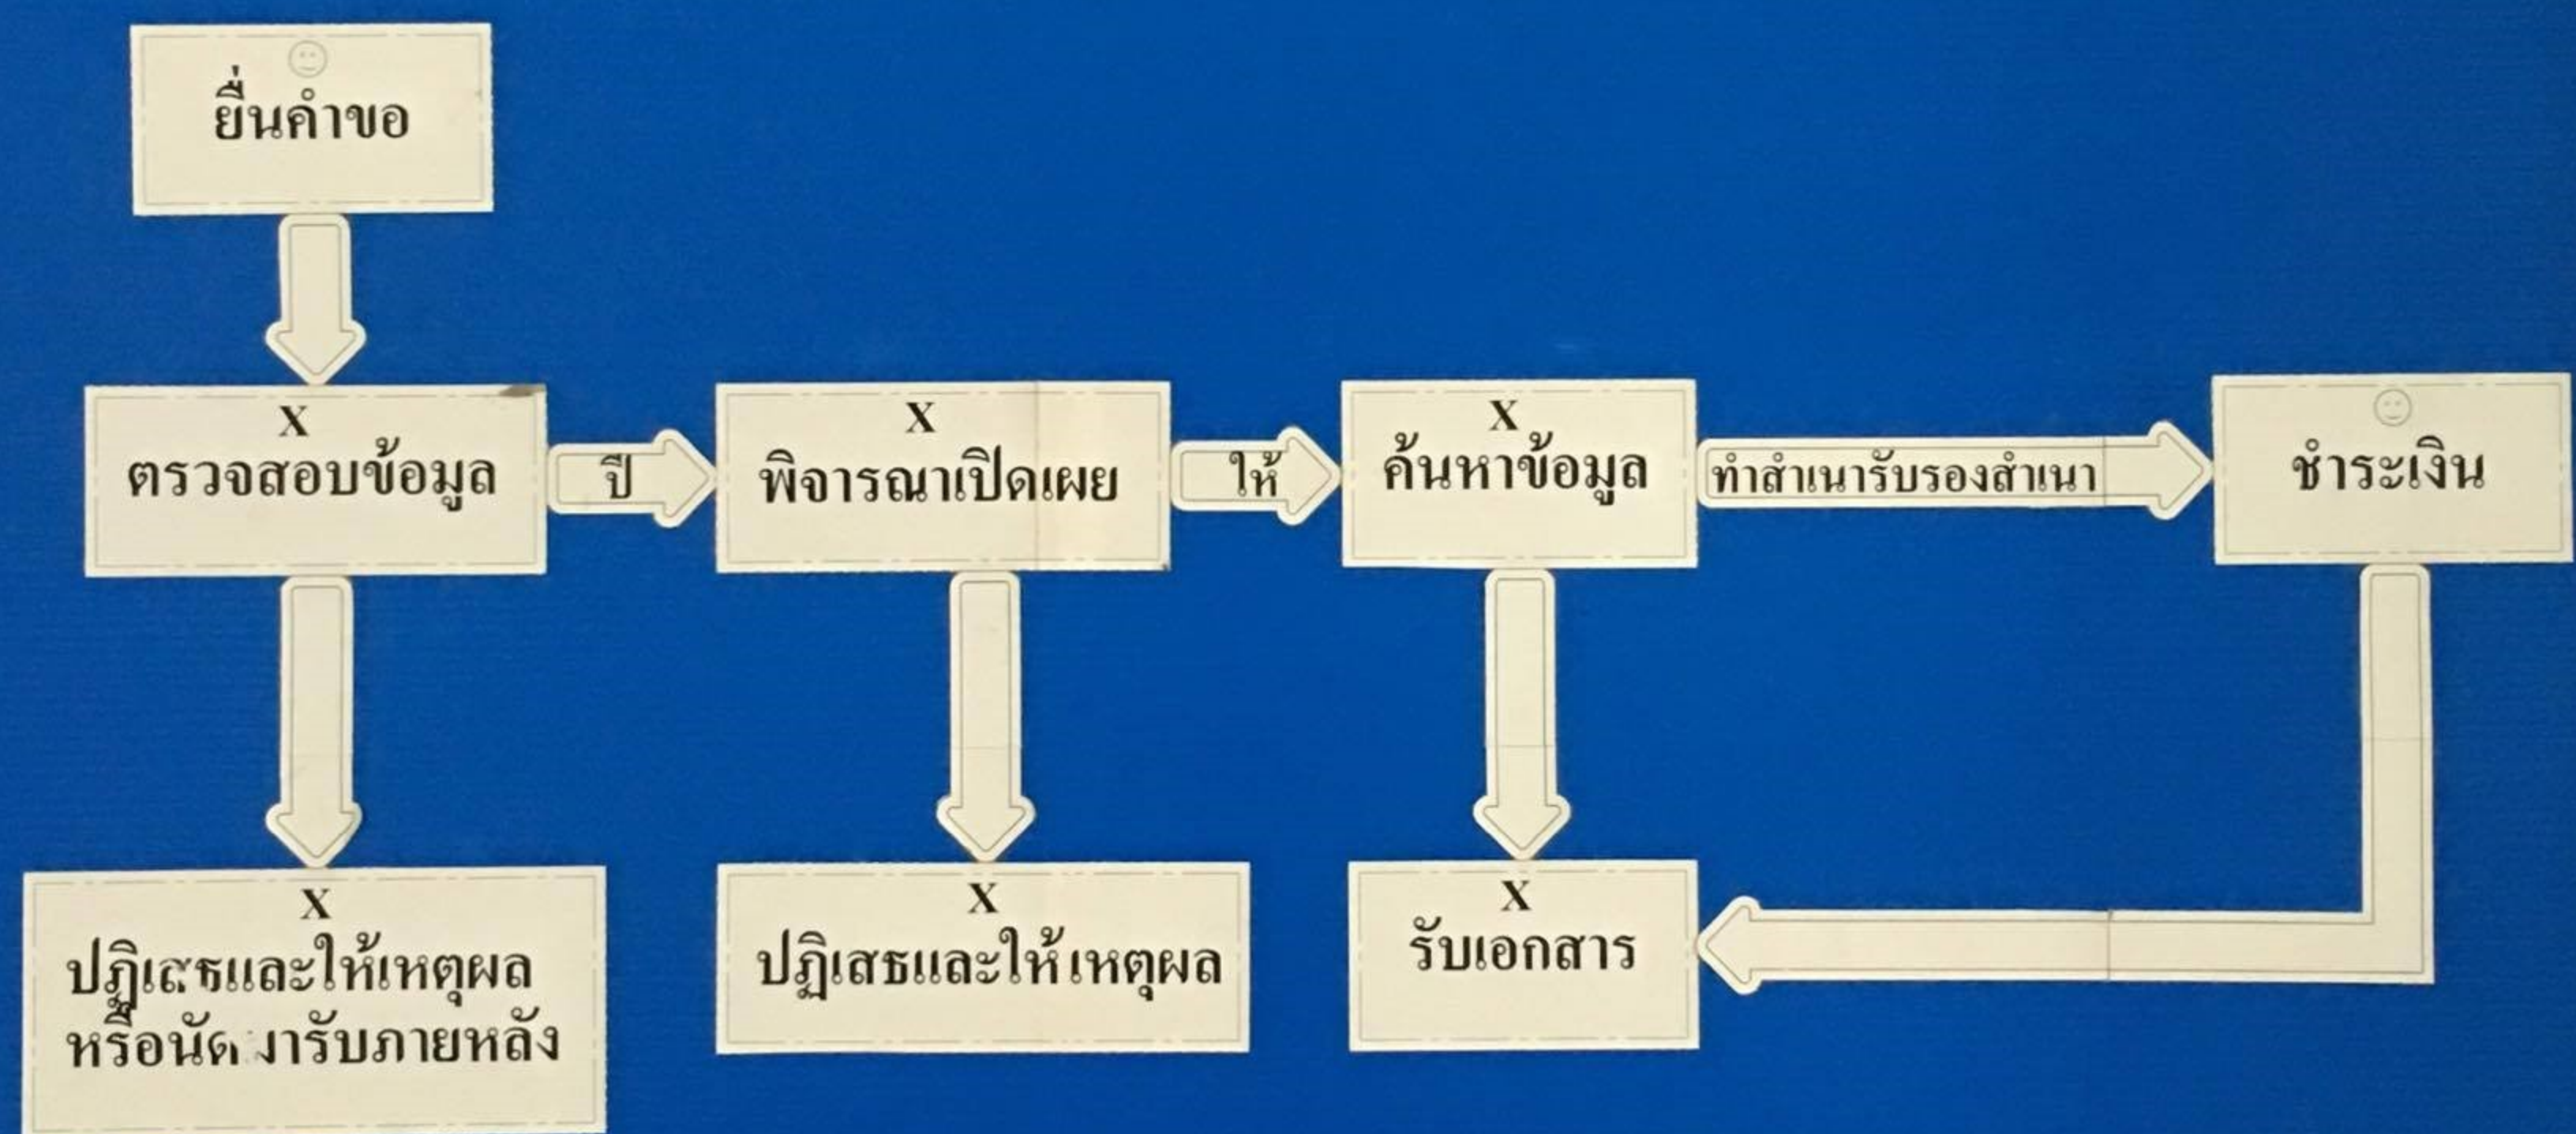 ยื่นคำขอ
X
ตรวจสอบข้อมูล
ปี
X
พิจารณาเปิดเผย
ให้
X
ค้นหาข้อมูล
ทำสำเนารับรองสำเนา
ชำระเงิน
X
ปฏิเสธและให้เหตุผล
หรือนัดมารับภายหลัง
X
ปฏิเสธและให้เหตุผล
X
รับเอกสาร